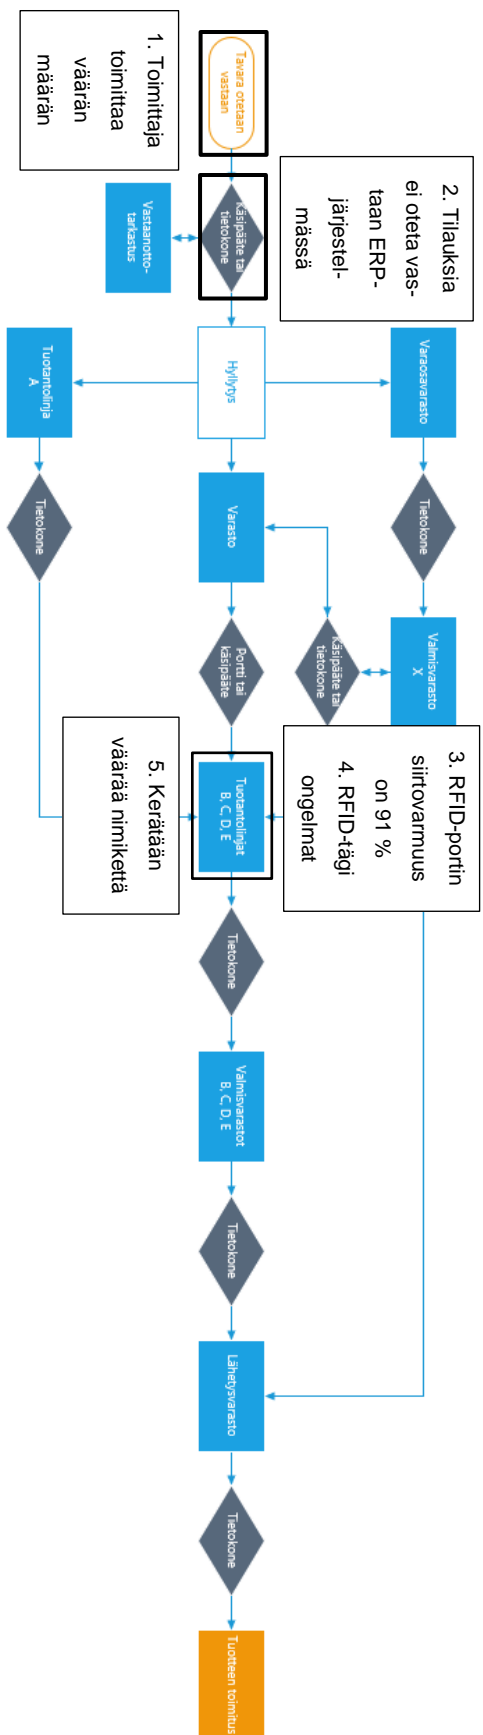 1. Toimittaja
toimittaa
väärän
määrän
Tavara otetaan
vastaan
2. Tilauksia
ei oteta vas-
taan ERP-
järjestel-
mässä
Käsipääte tai
tietokone
Vastaanotto-
tarkastus
Varaosavarasto
Hyllytys
Tuotantolinja
A
Tietokone
Varasto
Tietokone
Valmisvarasto
X
Käsipääte tai
tietokone
Portti tai
käsipääte
3. RFID-portin
siirtovarmuus
on 91 %
4. RFID-tägi
ongelmat
Tuotantolinjat
B, C, D, E
5. Kerätään
väärää nimikettä
Tietokone
Valmisvarastot
B, C, D, E
Tietokone
Lähetysvarasto
Tietokone
Tuotteen toimitus